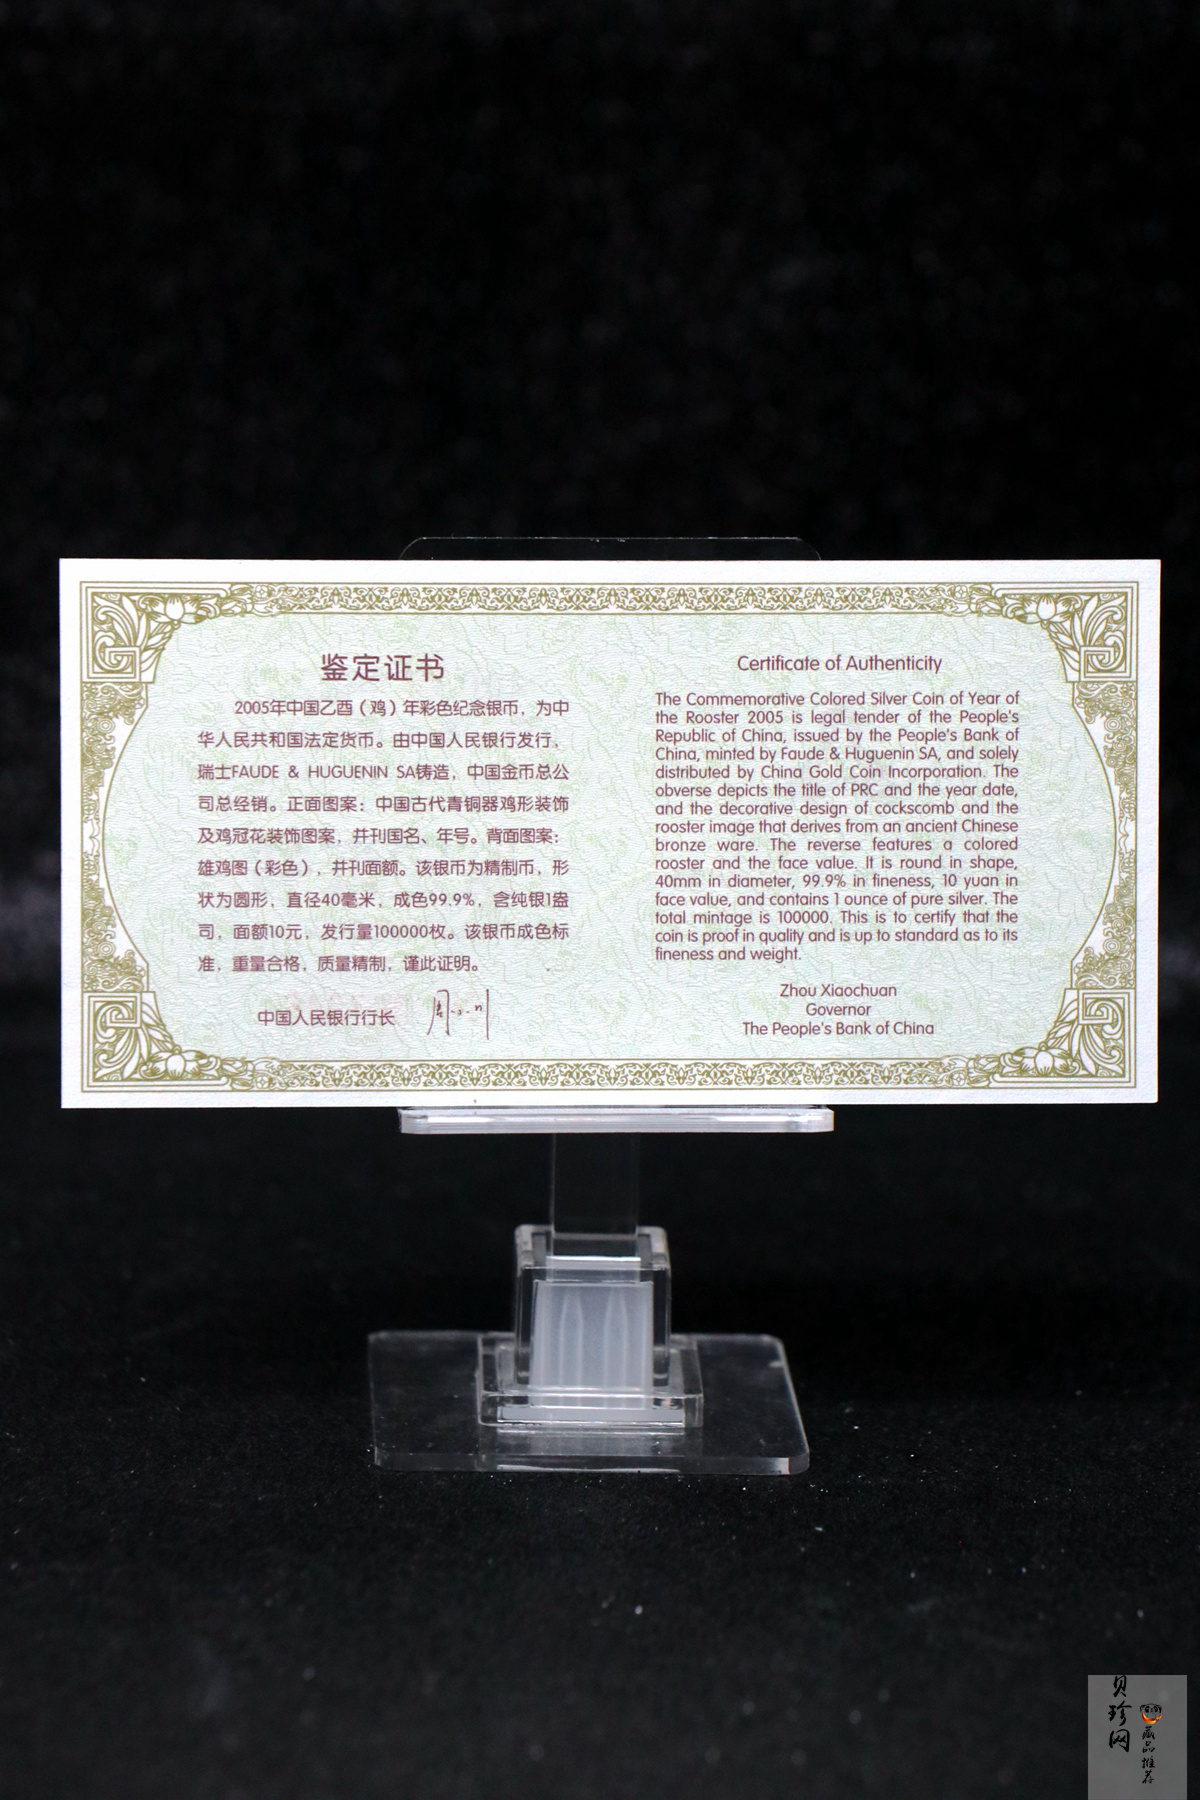 鉴定证书
2005年中国乙酉（鸡）年彩色纪念银币，为中
华人民共和国法定货币。由中国人民银行发行，
瑞士FAUDE & HUGUENIN SA铸造，中国金币总公
司总经销。正面图案：中国古代青铜器鸡形装饰
及鸡冠花装饰图案，并刊国名、年号。背面图案：
雄鸡图（彩色），并刊面额。该银币为精制币，形
状为圆形，直径40毫米，成色99.9%，含纯银1盎
司，面额10元，发行量100000枚。该银币成色标
准，重量合格，质量精制，谨此证明。
中国人民银行行长
Certificate of Authenticity
The Commemorative Colored Silver Coin of Year of
the Rooster 2005 is legal tender of the People's
Republic of China, issued by the People's Bank of
China, minted by Faude & Huguenin SA, and solely
distributed by China Gold Coin Incorporation. The
obverse depicts the title of PRC and the year date,
and the decorative design of cockscomb and the
rooster image that derives from an ancient Chinese
bronze ware. The reverse features a colored
rooster and the face value. It is round in shape,
40mm in diameter, 99.9% in fineness, 10 yuan in
face value, and contains 1 ounce of pure silver. The
total mintage is 100000. This is to certify that the
coin is proof in quality and is up to standard as to its
fineness and weight.
Zhou Xiaochuan
Governor
The People's Bank of China
贝珍网
藏品推荐